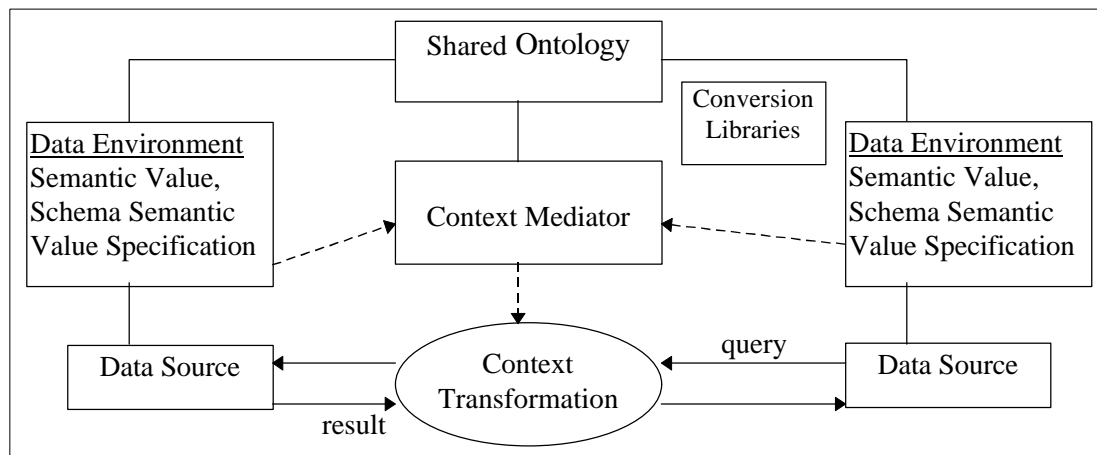 Shared Ontology
Conversion
Libraries
Data Environment
Semantic Value,
Schema Semantic
Value Specification
Context Mediator
Data Environment
Semantic Value,
Schema Semantic
Value Specification
Data Source
result
Context
Transformation
query
Data Source